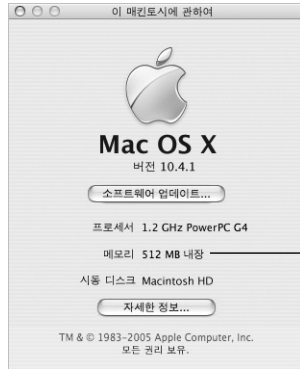 이 매킨토시에 관하여
Mac OS X
버전 10.4.1
소프트웨어 업데이트...
프로세서 1.2 GHz PowerPC G4
메모리 512 MB 내장
시동 디스크 Macintosh HD
자세한 정보...
TM & © 1983-2005 Apple Computer, Inc.
모든 권리 보유.